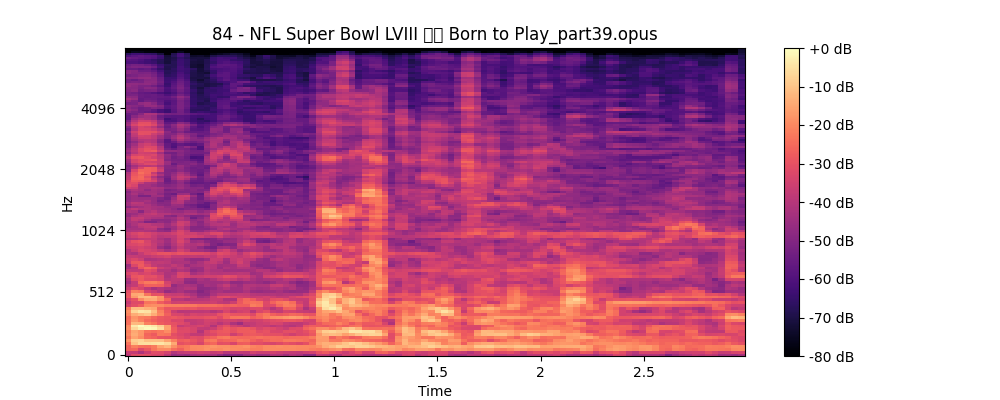 84 - NFL Super Bowl LVIII Born to Play_part39.opus
+0 dB
4096
-10 dB
-20 dB
2048
-30 dB
Hz
1024
-40 dB
-50 dB
512
-60 dB
-70 dB
0
-80 dB
0 0.5 1 1.5 2 2.5
Time